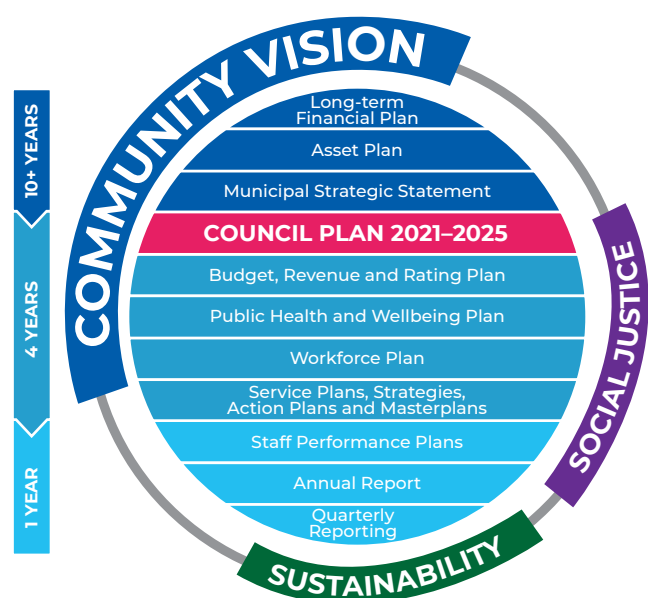 COMMUNITY VISION
10+ YEARS
4 YEARS
1 YEAR
Long-term
Financial Plan
Asset Plan
Municipal Strategic Statement
COUNCIL PLAN 2021–2025
Budget, Revenue and Rating Plan
Public Health and Wellbeing Plan
Workforce Plan
Service Plans, Strategies,
Action Plans and Masterplans
Staff Performance Plans
Annual Report
Quarterly
Reporting
SOCIAL JUSTICE
SUSTAINABILITY